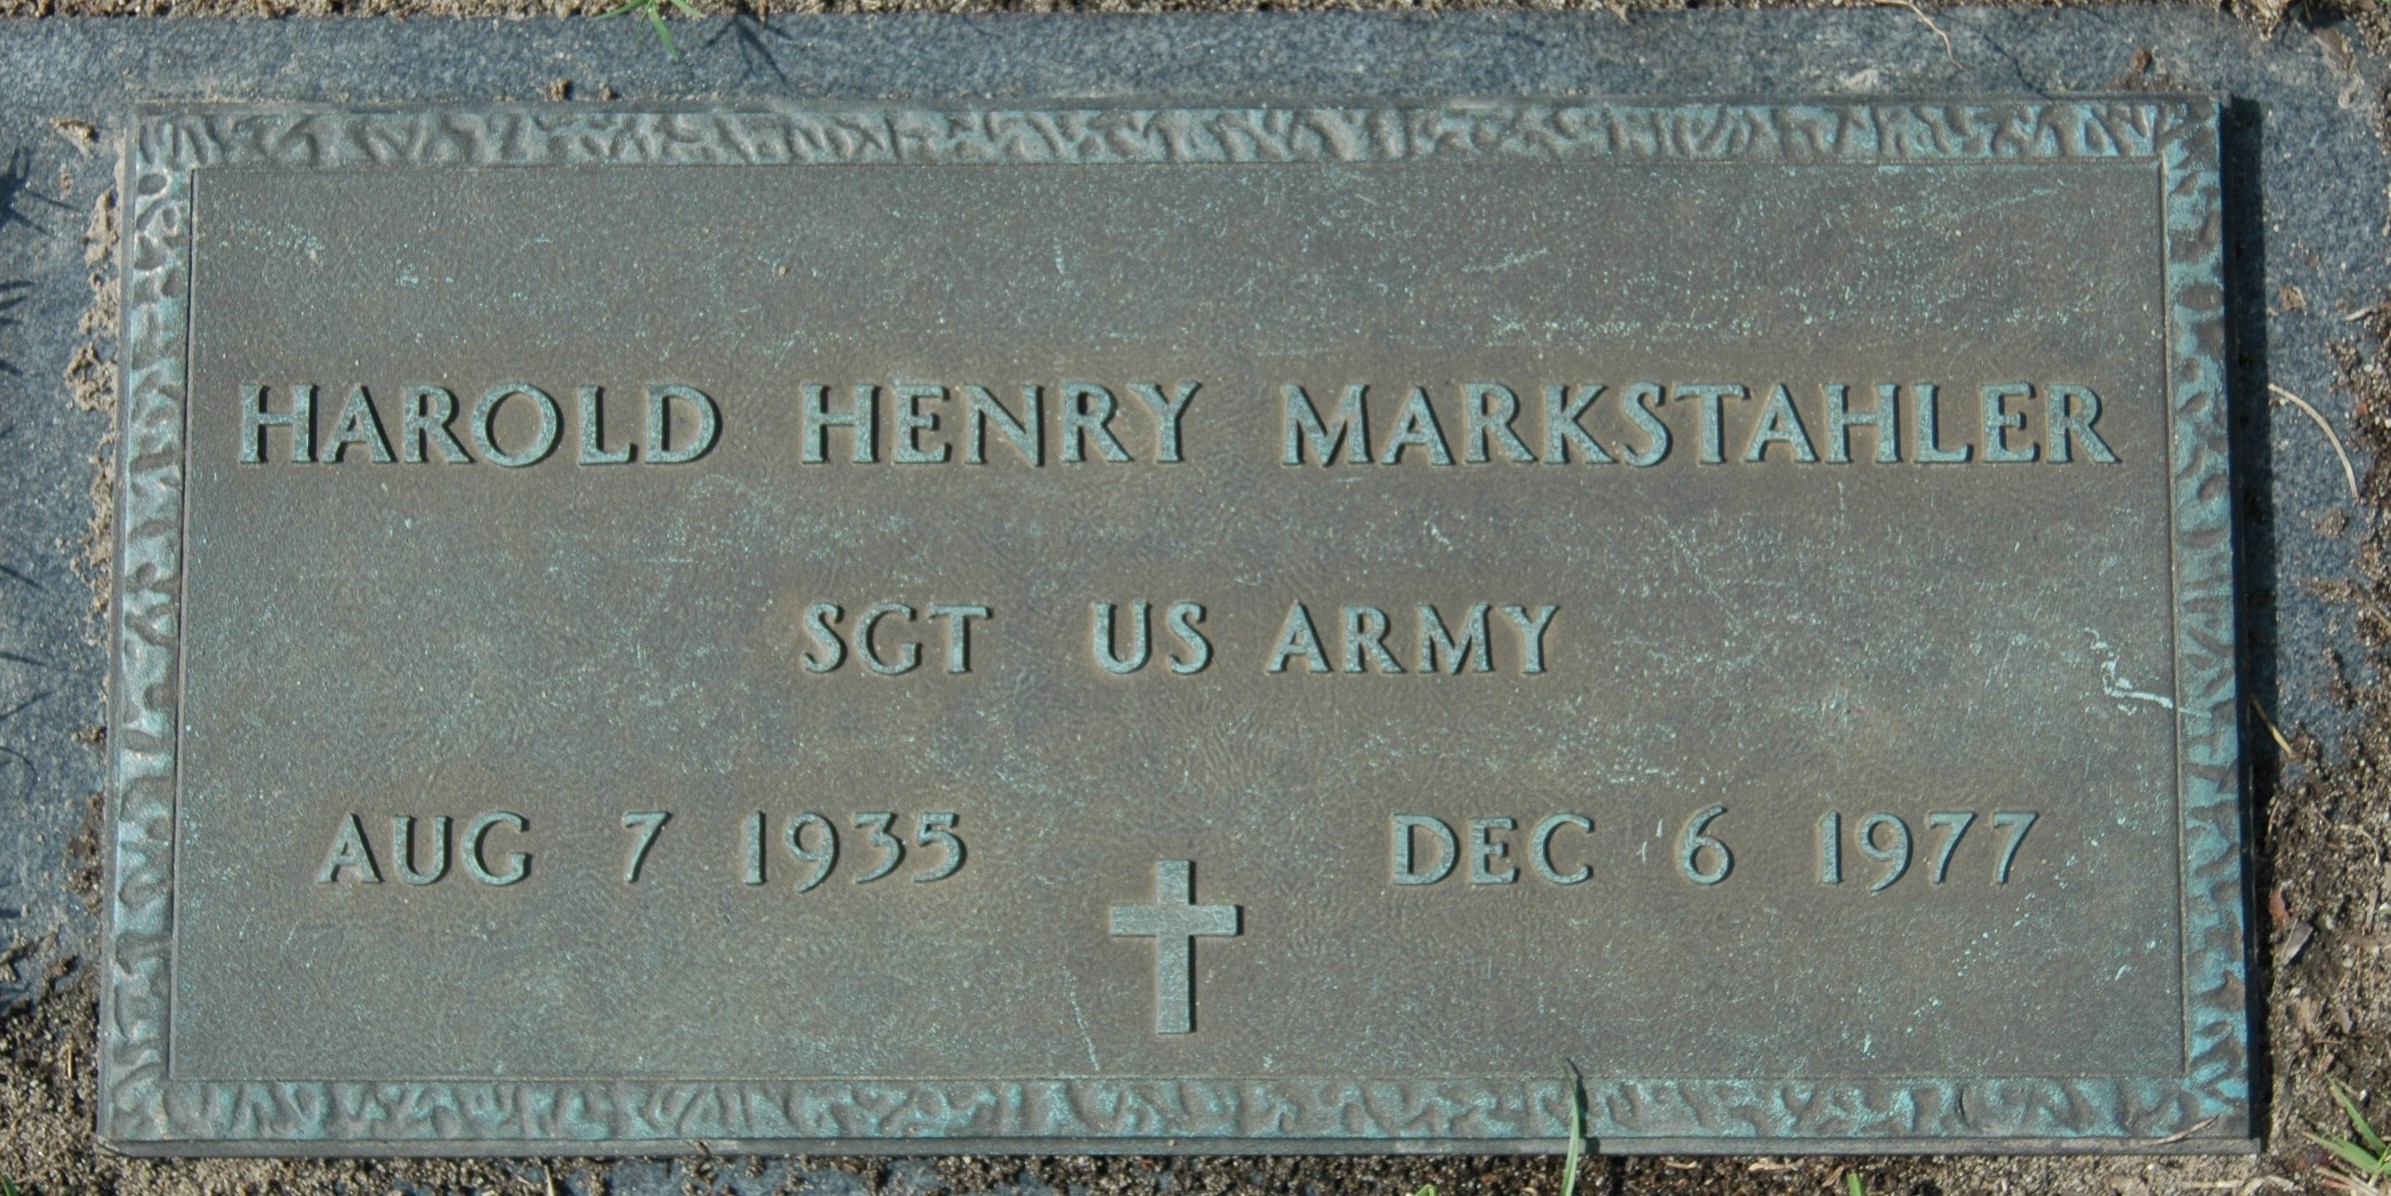 HAROLD HENRY MARKSTAHLER
SGT US ARMY
AUG 7 1935 DEC 6 1977